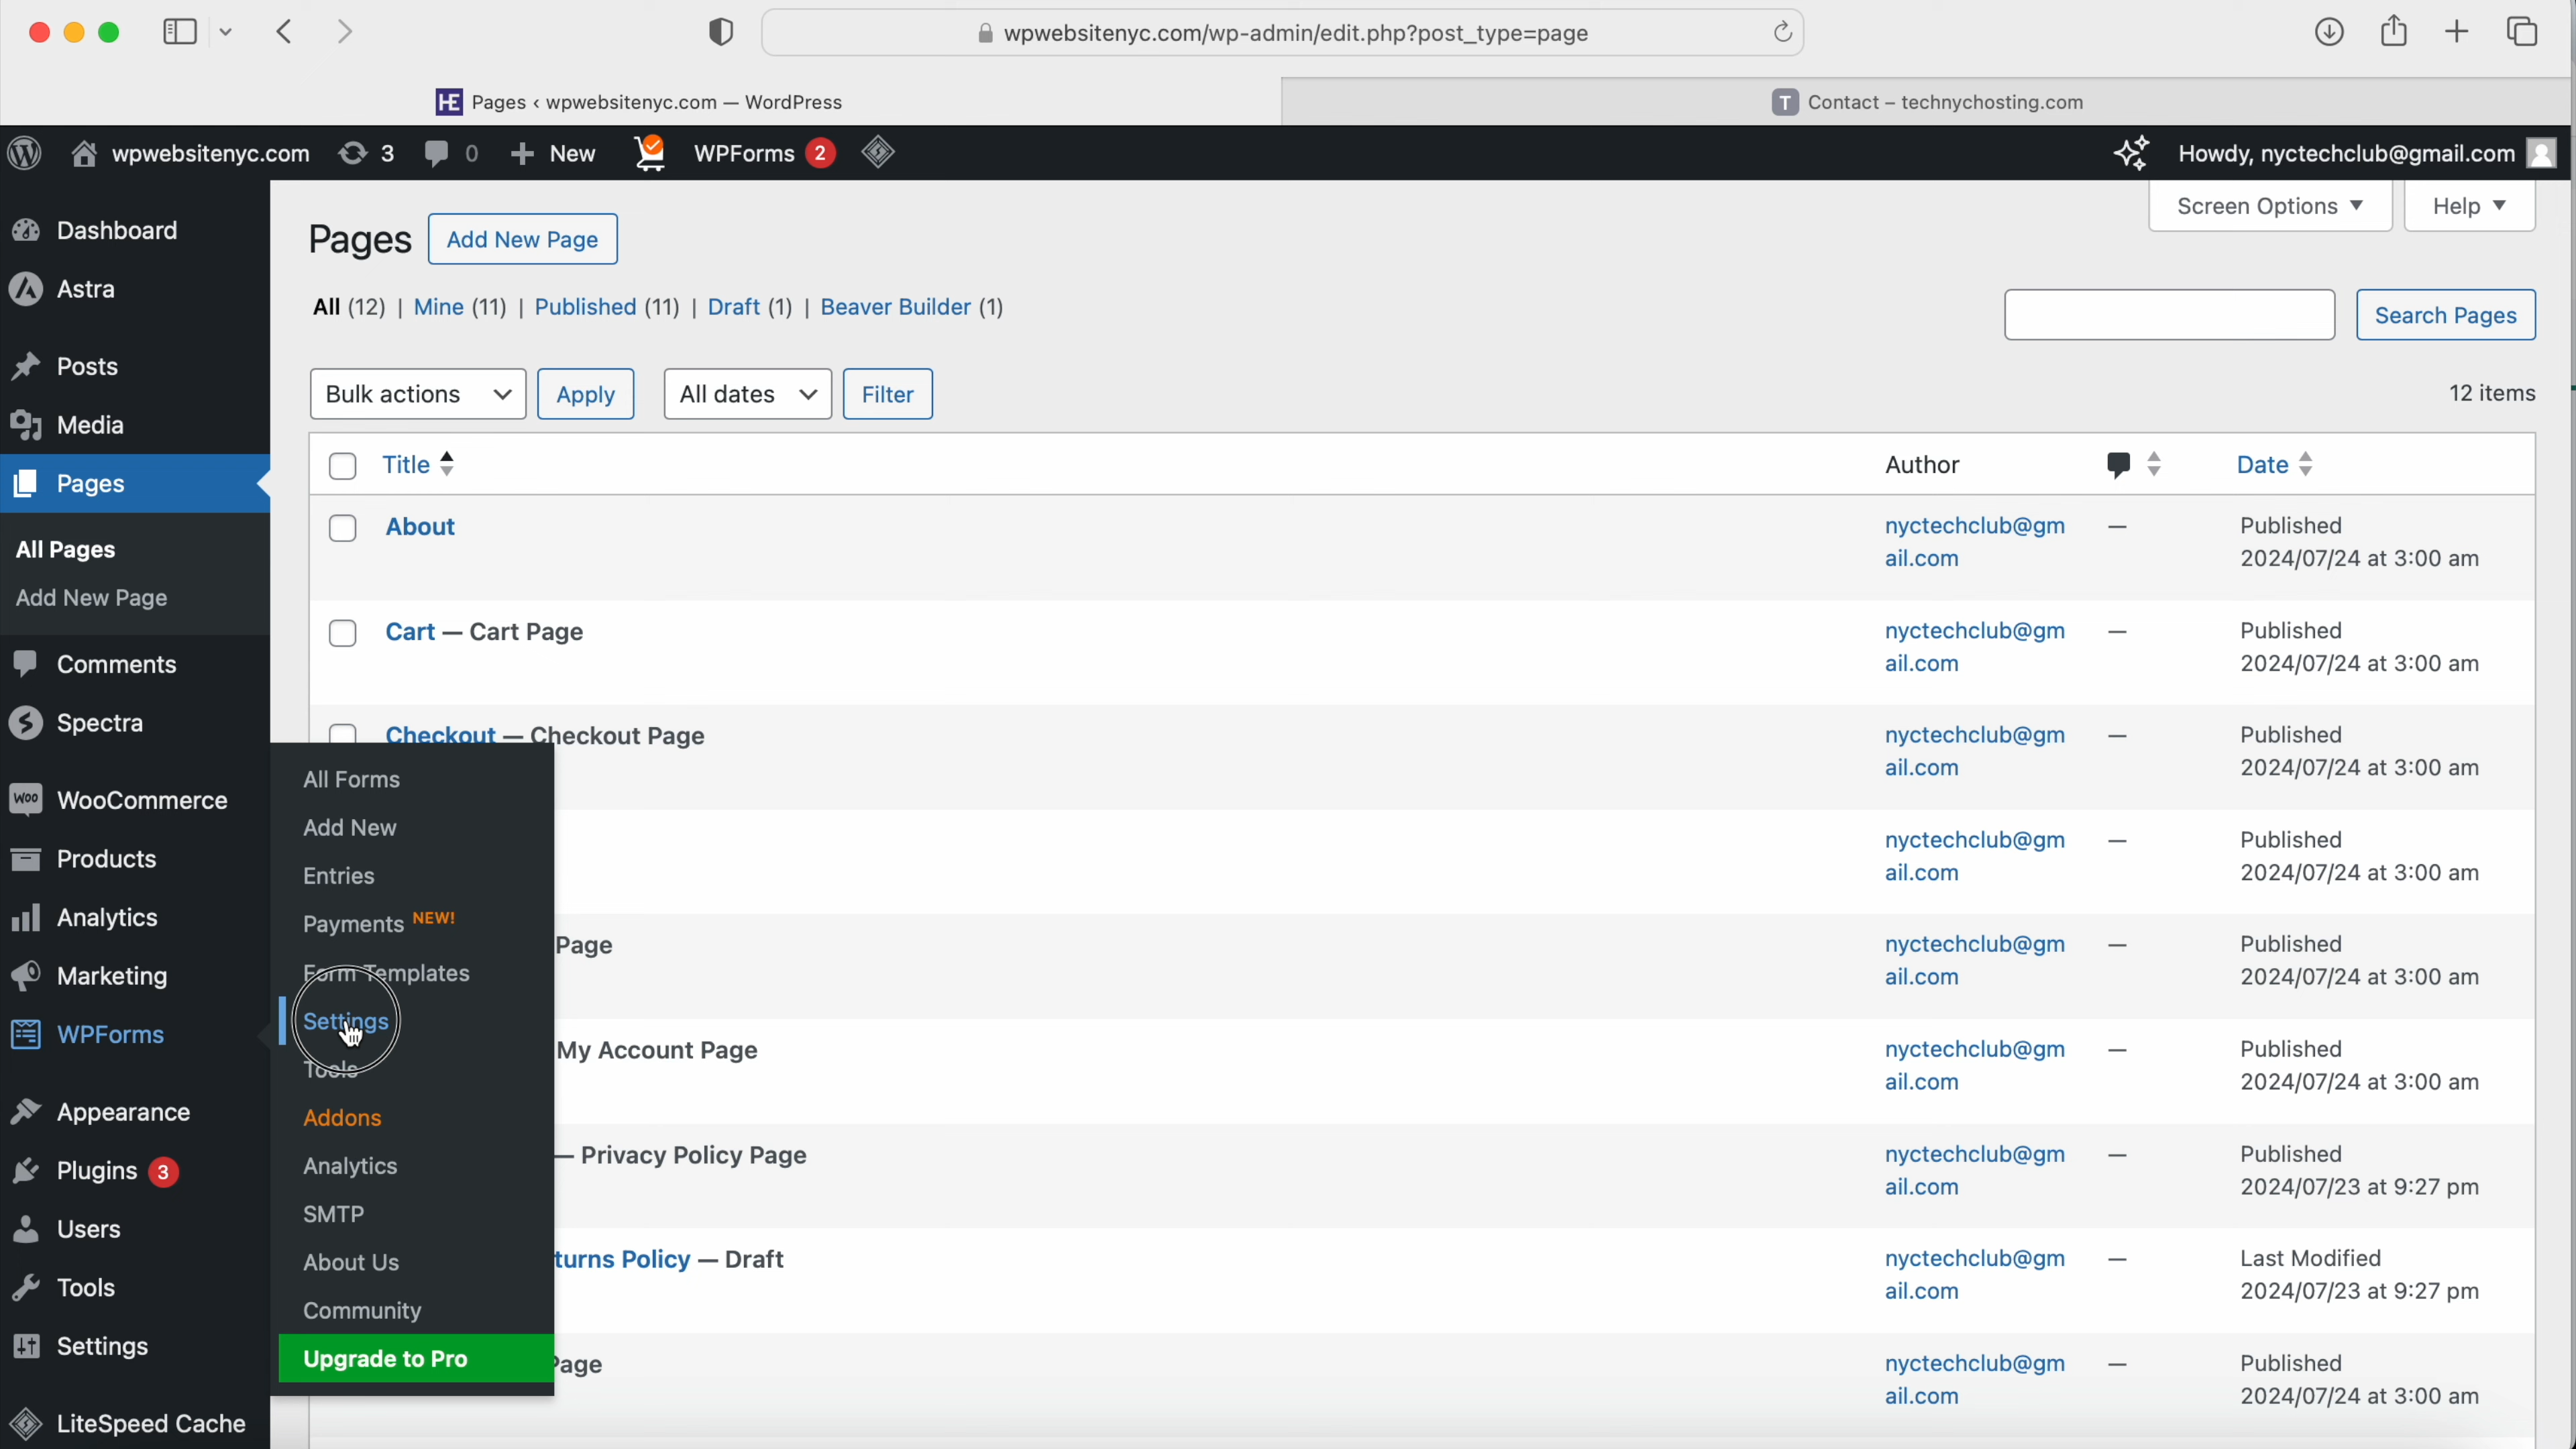 wpwebsitenyc.com/wp-admin/edit.php?post_type=page
HE Pages ‹ wpwebsitenyc.com — WordPress
T Contact – technychosting.com
wpwebsitenyc.com 3 0 New WPForms 2 Howdy, nyctechclub@gmail.com
Screen Options Help
Dashboard
Astra
Posts
Media
Pages
All Pages
Add New Page
Comments
Spectra
Woo WooCommerce
Products
Analytics
Marketing
WPForms
Appearance
Plugins 3
Users
Tools
Settings
LiteSpeed Cache
All Forms
Add New
Entries
Payments NEW!
Form Templates
Settings
Tools
Addons
Analytics
SMTP
About Us
Community
Upgrade to Pro
Pages Add New Page
All (12) | Mine (11) | Published (11) | Draft (1) | Beaver Builder (1)
Search Pages
Bulk actions Apply All dates Filter 12 items
Title Author Date
About nyctechclub@gm — Published
ail.com 2024/07/24 at 3:00 am
Cart — Cart Page nyctechclub@gm — Published
ail.com 2024/07/24 at 3:00 am
Checkout — Checkout Page nyctechclub@gm — Published
ail.com 2024/07/24 at 3:00 am
nyctechclub@gm — Published
ail.com 2024/07/24 at 3:00 am
Page nyctechclub@gm — Published
ail.com 2024/07/24 at 3:00 am
My Account Page nyctechclub@gm — Published
ail.com 2024/07/24 at 3:00 am
— Privacy Policy Page nyctechclub@gm — Published
ail.com 2024/07/23 at 9:27 pm
turns Policy — Draft nyctechclub@gm — Last Modified
ail.com 2024/07/23 at 9:27 pm
Page nyctechclub@gm — Published
ail.com 2024/07/24 at 3:00 am